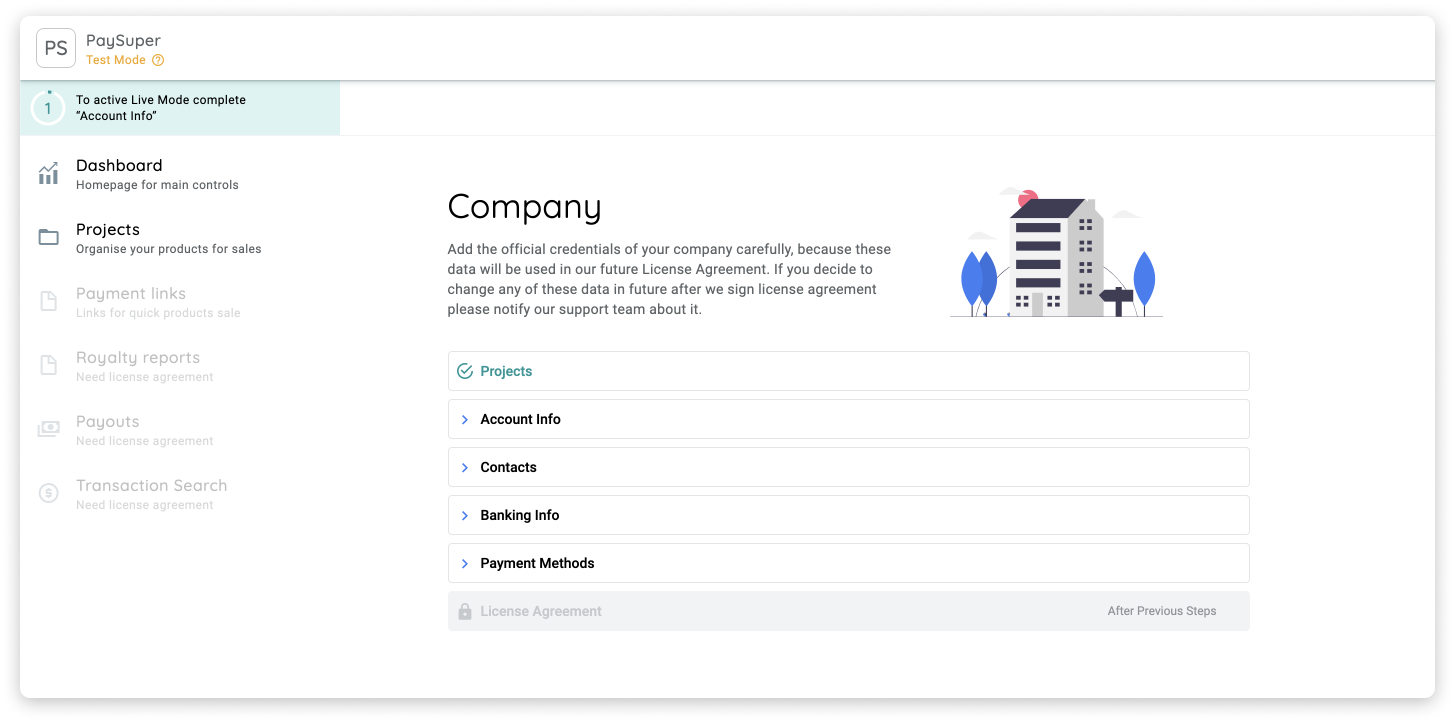 PS
PaySuper
Test Mode
1
To active Live Mode complete
“Account Info”
Dashboard
Homepage for main controls
Projects
Organise your products for sales
Payment links
Links for quick products sale
Royalty reports
Need license agreement
Payouts
Need license agreement
Transaction Search
Need license agreement
Company
Add the official credentials of your company carefully, because these
data will be used in our future License Agreement. If you decide to
change any of these data in future after we sign license agreement
please notify our support team about it.
Projects
Account Info
Contacts
Banking Info
Payment Methods
License Agreement
After Previous Steps